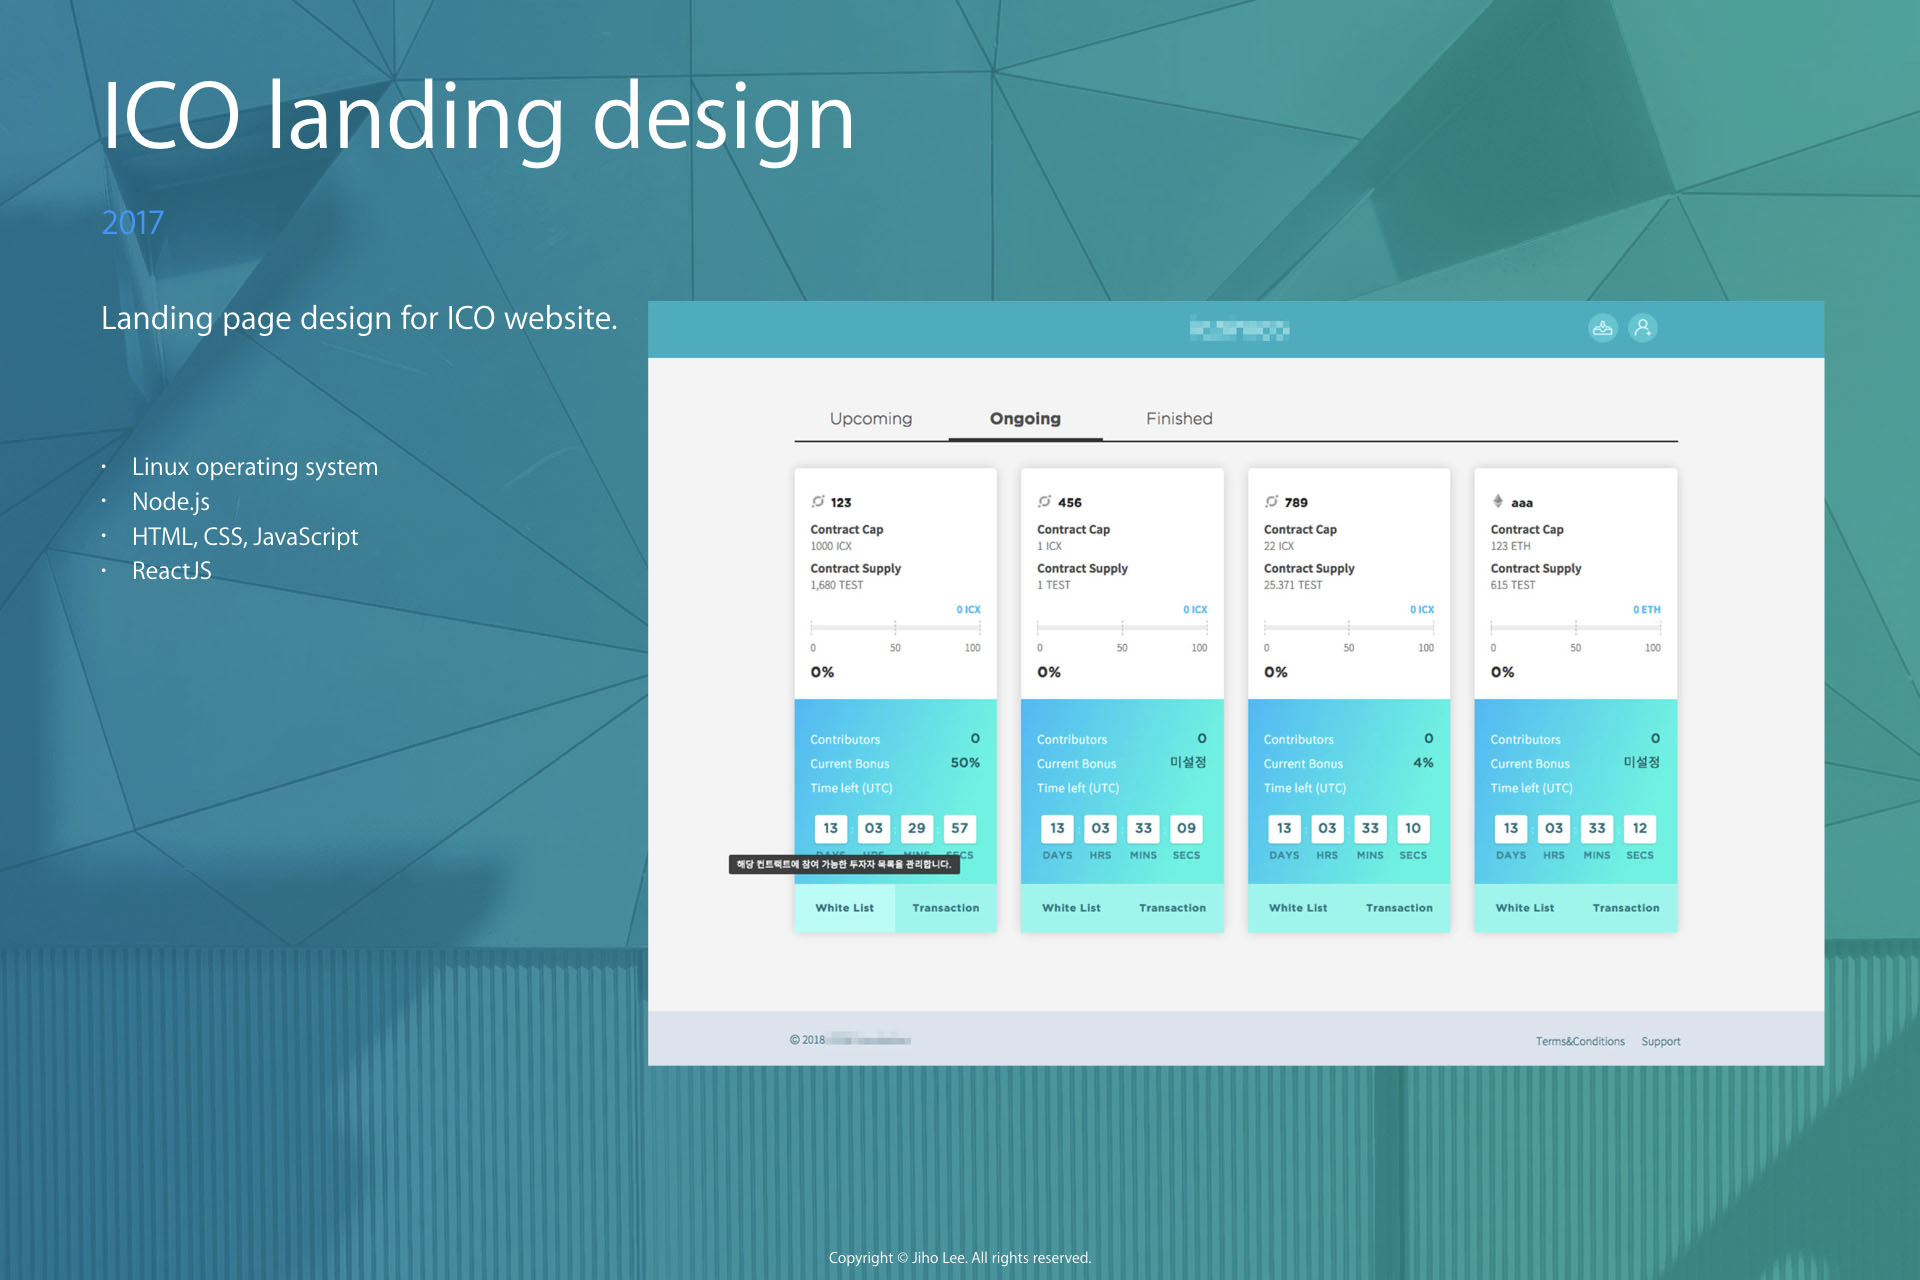 ICO landing design
2017
Landing page design for ICO website.
• Linux operating system
• Node.js
• HTML, CSS, JavaScript
• ReactJS
Upcoming Ongoing Finished
123
Contract Cap
1000 ICX
Contract Supply
1,680 TEST
0 ICX
0 50 100
0%
Contributors 0
Current Bonus 50%
Time left (UTC)
13 : 03 : 29 : 57
DAYS HRS MINS SECS
해당 컨트랙트에 참여 가능한 투자자 목록을 관리합니다.
White List Transaction
456
Contract Cap
1 ICX
Contract Supply
1 TEST
0 ICX
0 50 100
0%
Contributors 0
Current Bonus 미설정
Time left (UTC)
13 : 03 : 33 : 09
DAYS HRS MINS SECS
White List Transaction
789
Contract Cap
22 ICX
Contract Supply
25.371 TEST
0 ICX
0 50 100
0%
Contributors 0
Current Bonus 4%
Time left (UTC)
13 : 03 : 33 : 10
DAYS HRS MINS SECS
White List Transaction
aaa
Contract Cap
123 ETH
Contract Supply
615 TEST
0 ETH
0 50 100
0%
Contributors 0
Current Bonus 미설정
Time left (UTC)
13 : 03 : 33 : 12
DAYS HRS MINS SECS
White List Transaction
© 2018
Terms&Conditions Support
Copyright © Jiho Lee. All rights reserved.